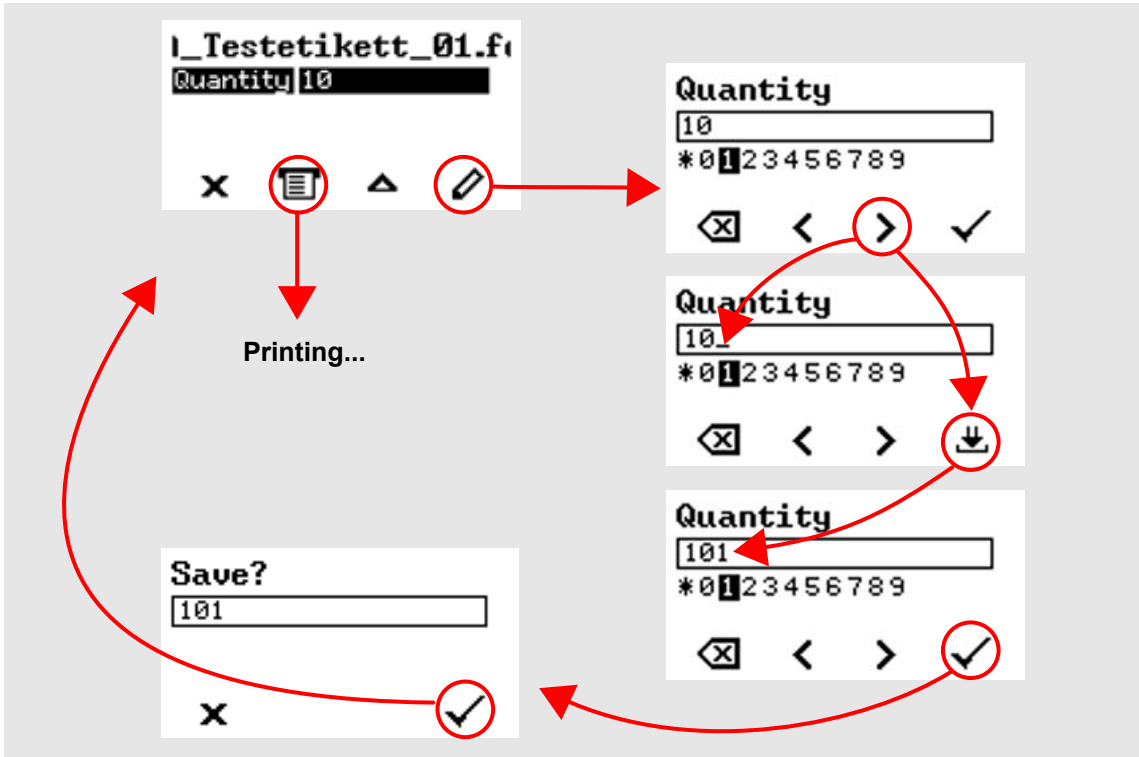 _Testetikett_01.f
Quantity 10
Printing...
Quantity
10
*0123456789
Quantity
10_
*0123456789
Quantity
101
*0123456789
Save?
101